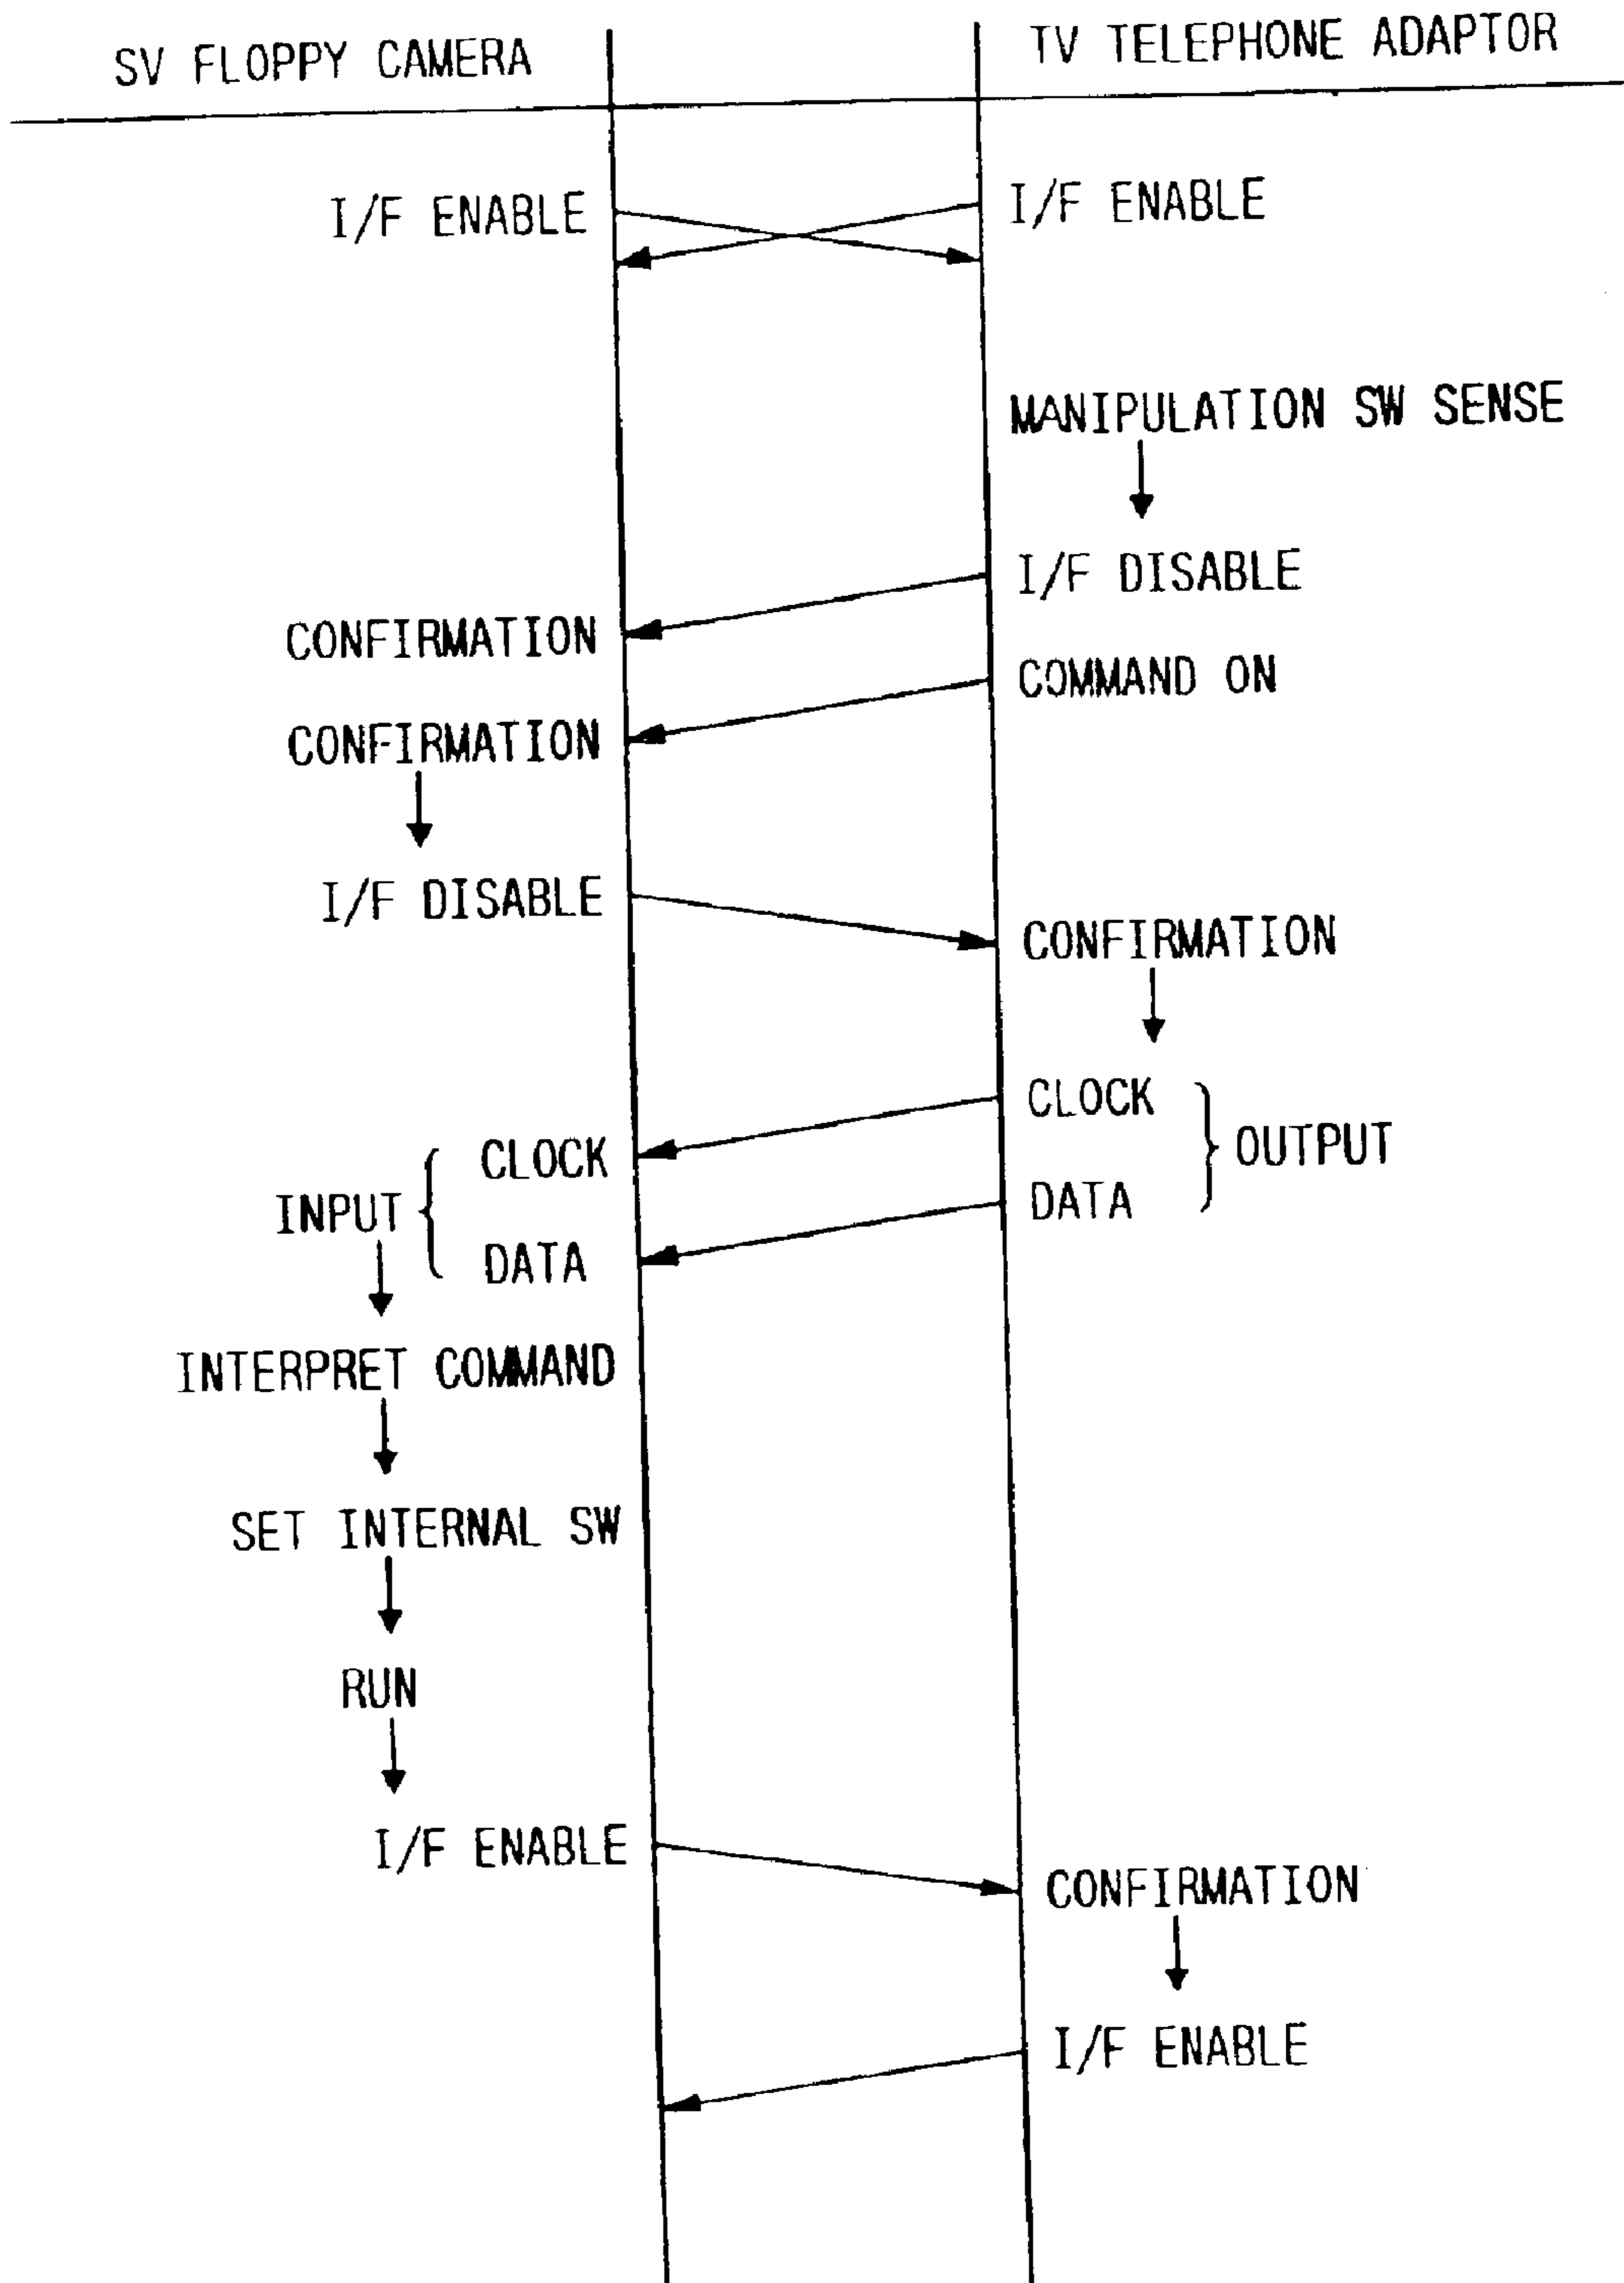 SV FLOPPY CAMERA
TV TELEPHONE ADAPTOR
I/F ENABLE
I/F ENABLE
MANIPULATION SW SENSE
I/F DISABLE
CONFIRMATION
COMMAND ON
CONFIRMATION
I/F DISABLE
CONFIRMATION
CLOCK
OUTPUT
DATA
CLOCK
INPUT
DATA
INTERPRET COMMAND
SET INTERNAL SW
RUN
I/F ENABLE
CONFIRMATION
I/F ENABLE